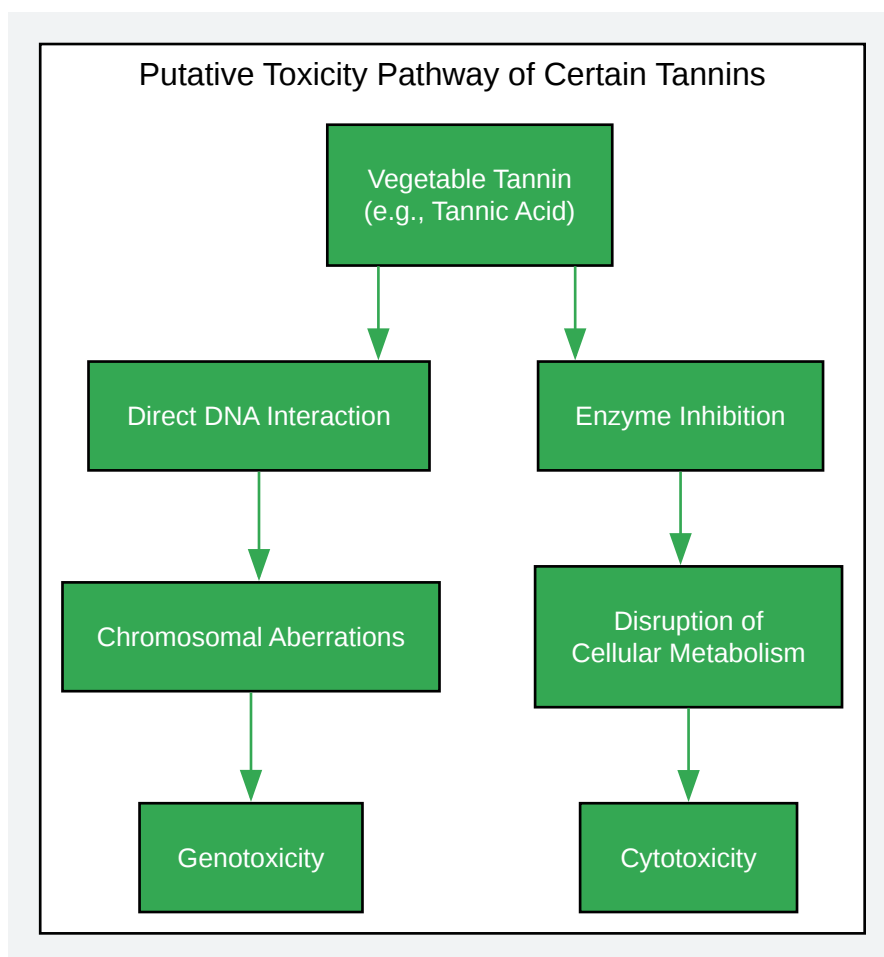 Putative Toxicity Pathway of Certain Tannins
Vegetable Tannin
(e.g., Tannic Acid)
Direct DNA Interaction
Enzyme Inhibition
Chromosomal Aberrations
Disruption of
Cellular Metabolism
Genotoxicity
Cytotoxicity